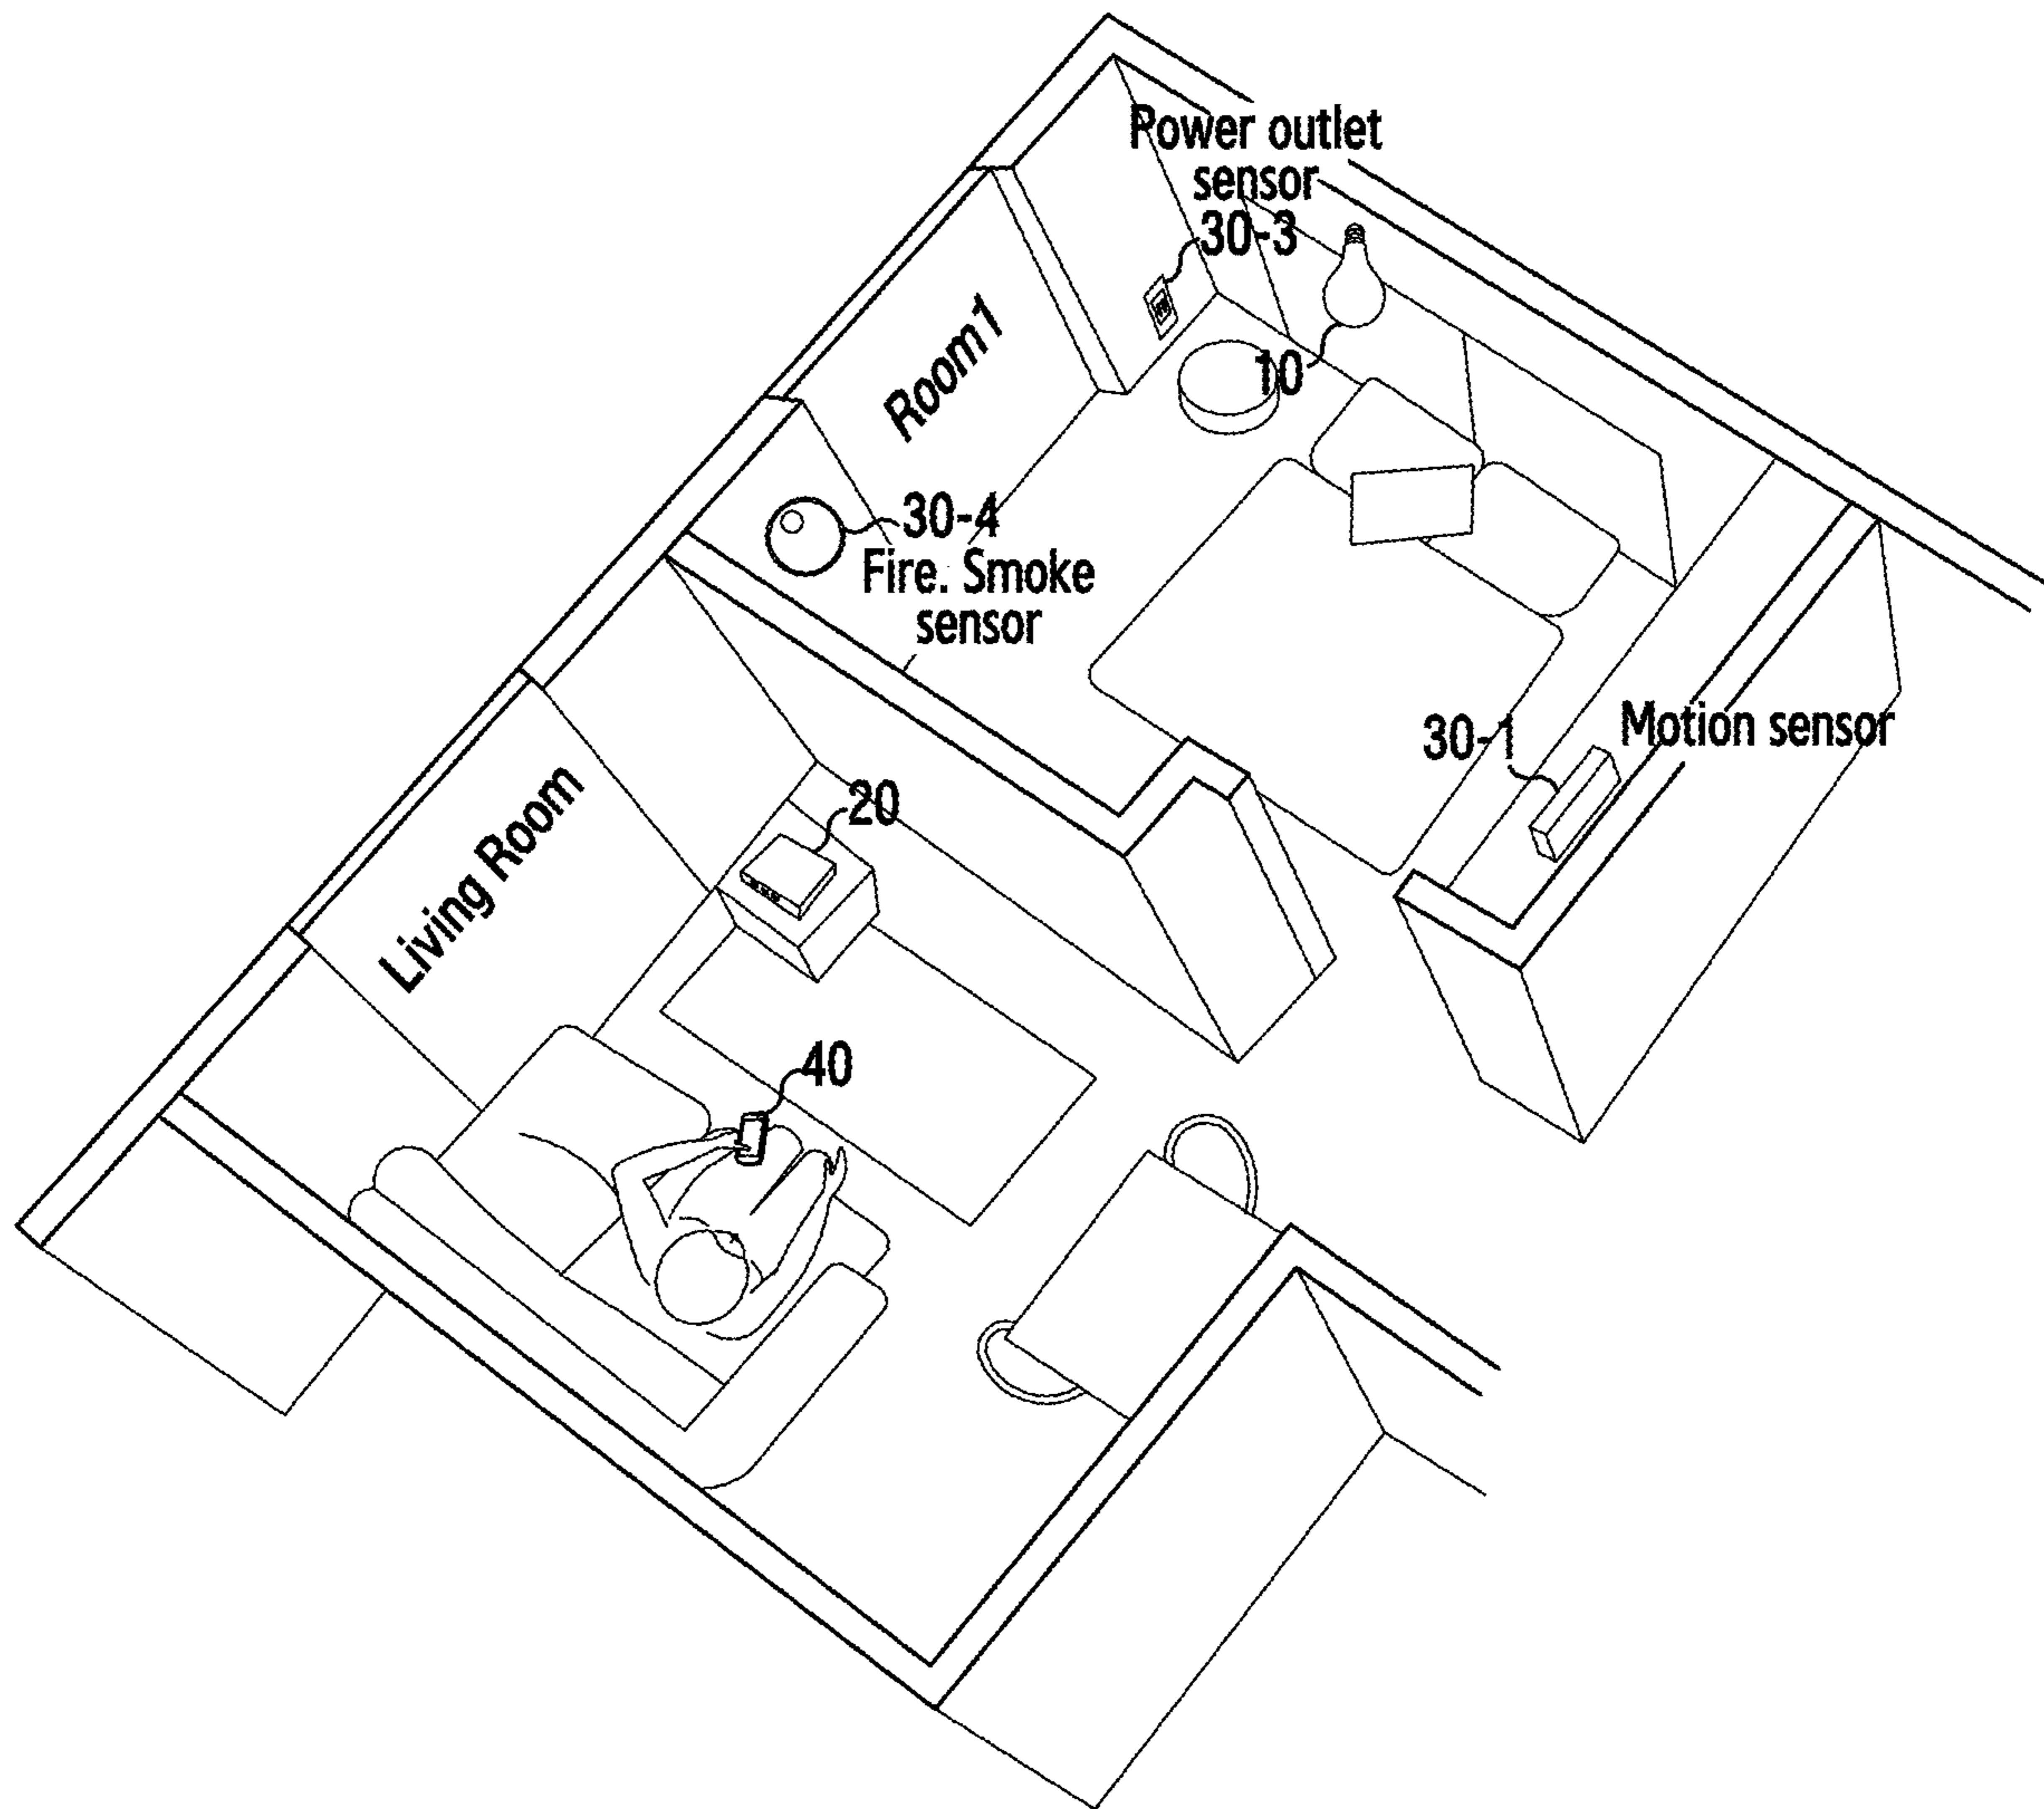 Power outlet
sensor
30-3
10
Room1
30-4
Fire. Smoke
sensor
30-1
Motion sensor
20
Living Room
40